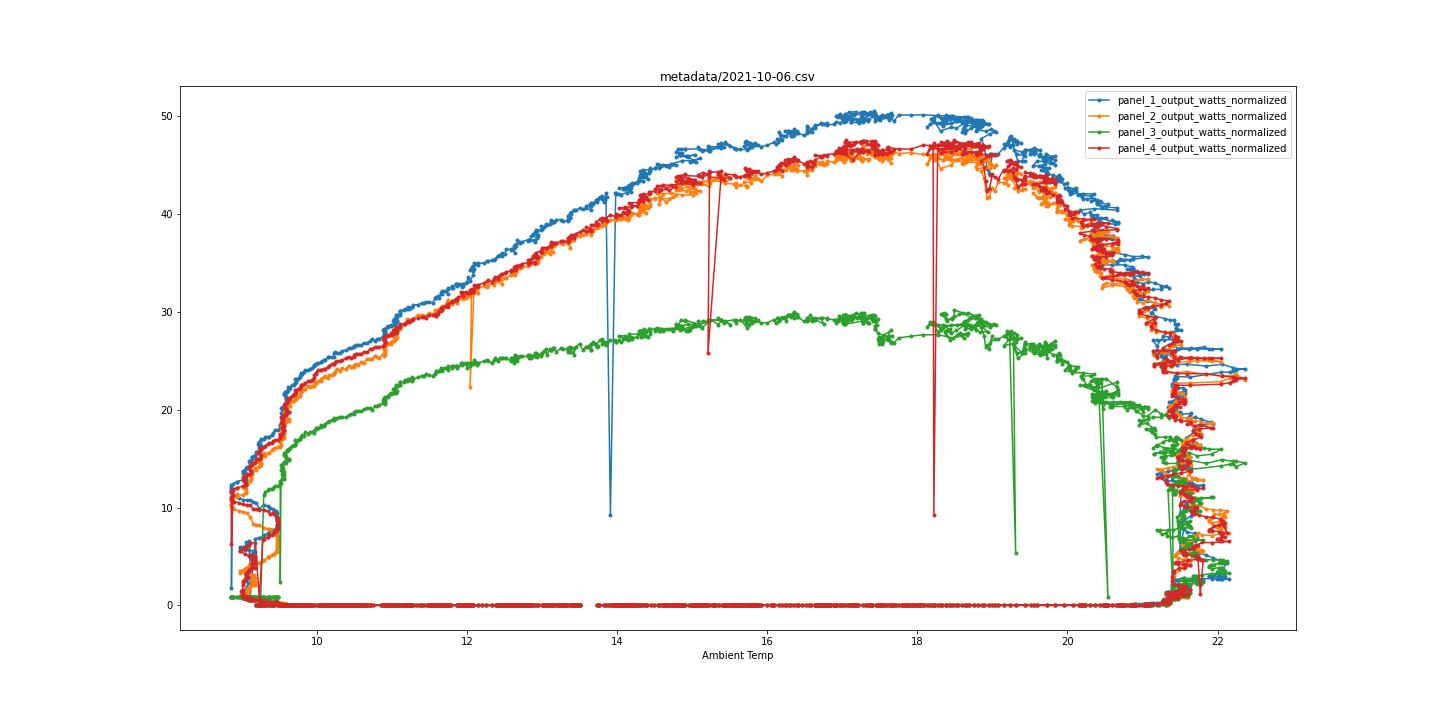 metadata/2021-10-06.csv
panel_1_output_watts_normalized
panel_2_output_watts_normalized
panel_3_output_watts_normalized
panel_4_output_watts_normalized
50
40
30
20
10
0
10 12 14 16 18 20 22
Ambient Temp